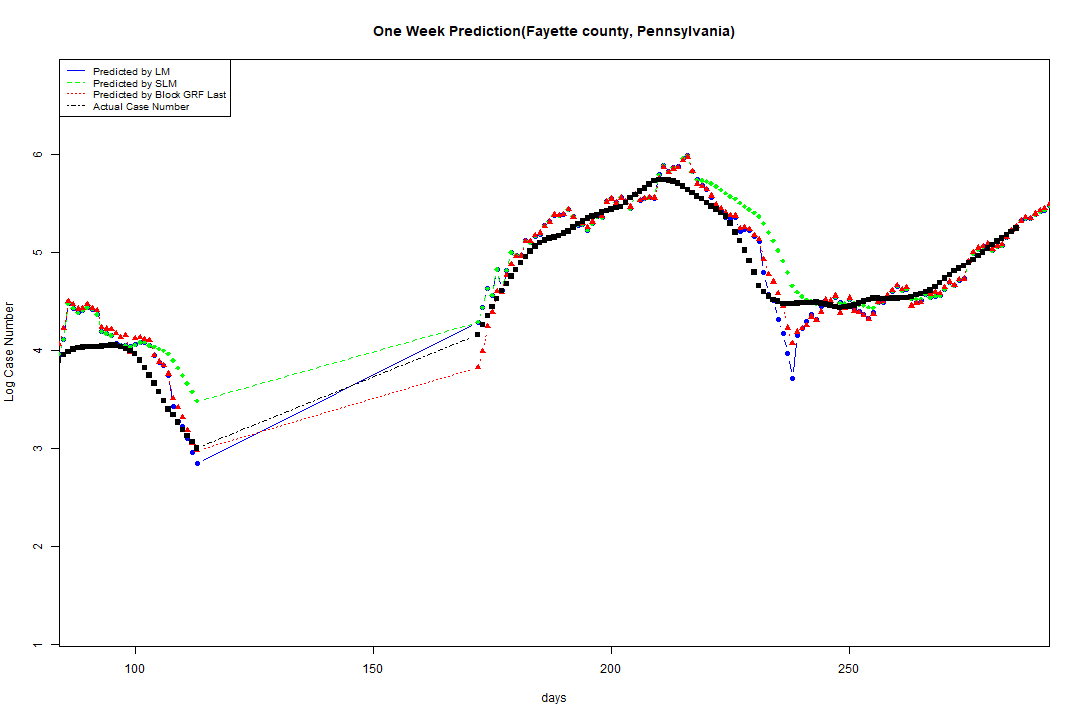 One Week Prediction(Fayette county, Pennsylvania)
Predicted by LM
Predicted by SLM
Predicted by Block GRF Last
Actual Case Number
6
5
4
3
2
1
Log Case Number
100 150 200 250
days